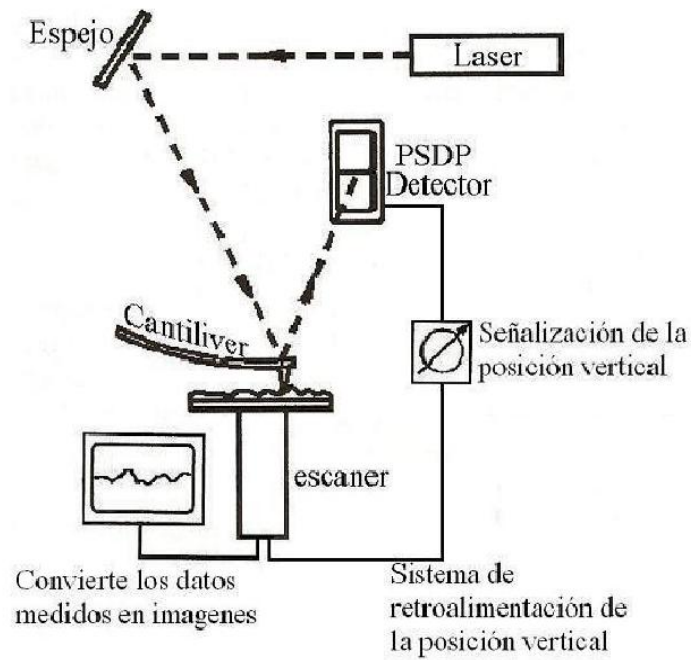 Espejo
Laser
PSDP
Detector
Cantiliver
Señalización de la
posición vertical
escaner
Convierte los datos
medidos en imagenes
Sistema de
retroalimentación de
la posición vertical